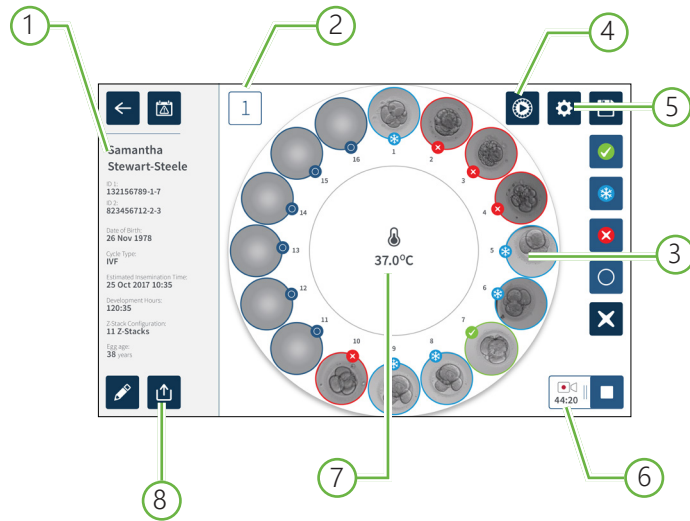 1
2
4
5
3
6
7
8
1
Samantha
Stewart-Steele
ID 1:
132156789-1-7
ID 2:
823456712-2-3
Date of Birth:
26 Nov 1978
Cycle Type:
IVF
Estimated Insemination Time:
25 Oct 2017 10:35
Development Hours:
120:35
Z-Stack Configuration:
11 Z-Stacks
Egg age:
38 years
1
2
3
4
5
6
7
8
9
10
11
12
13
14
15
16
37.0°C
44:20